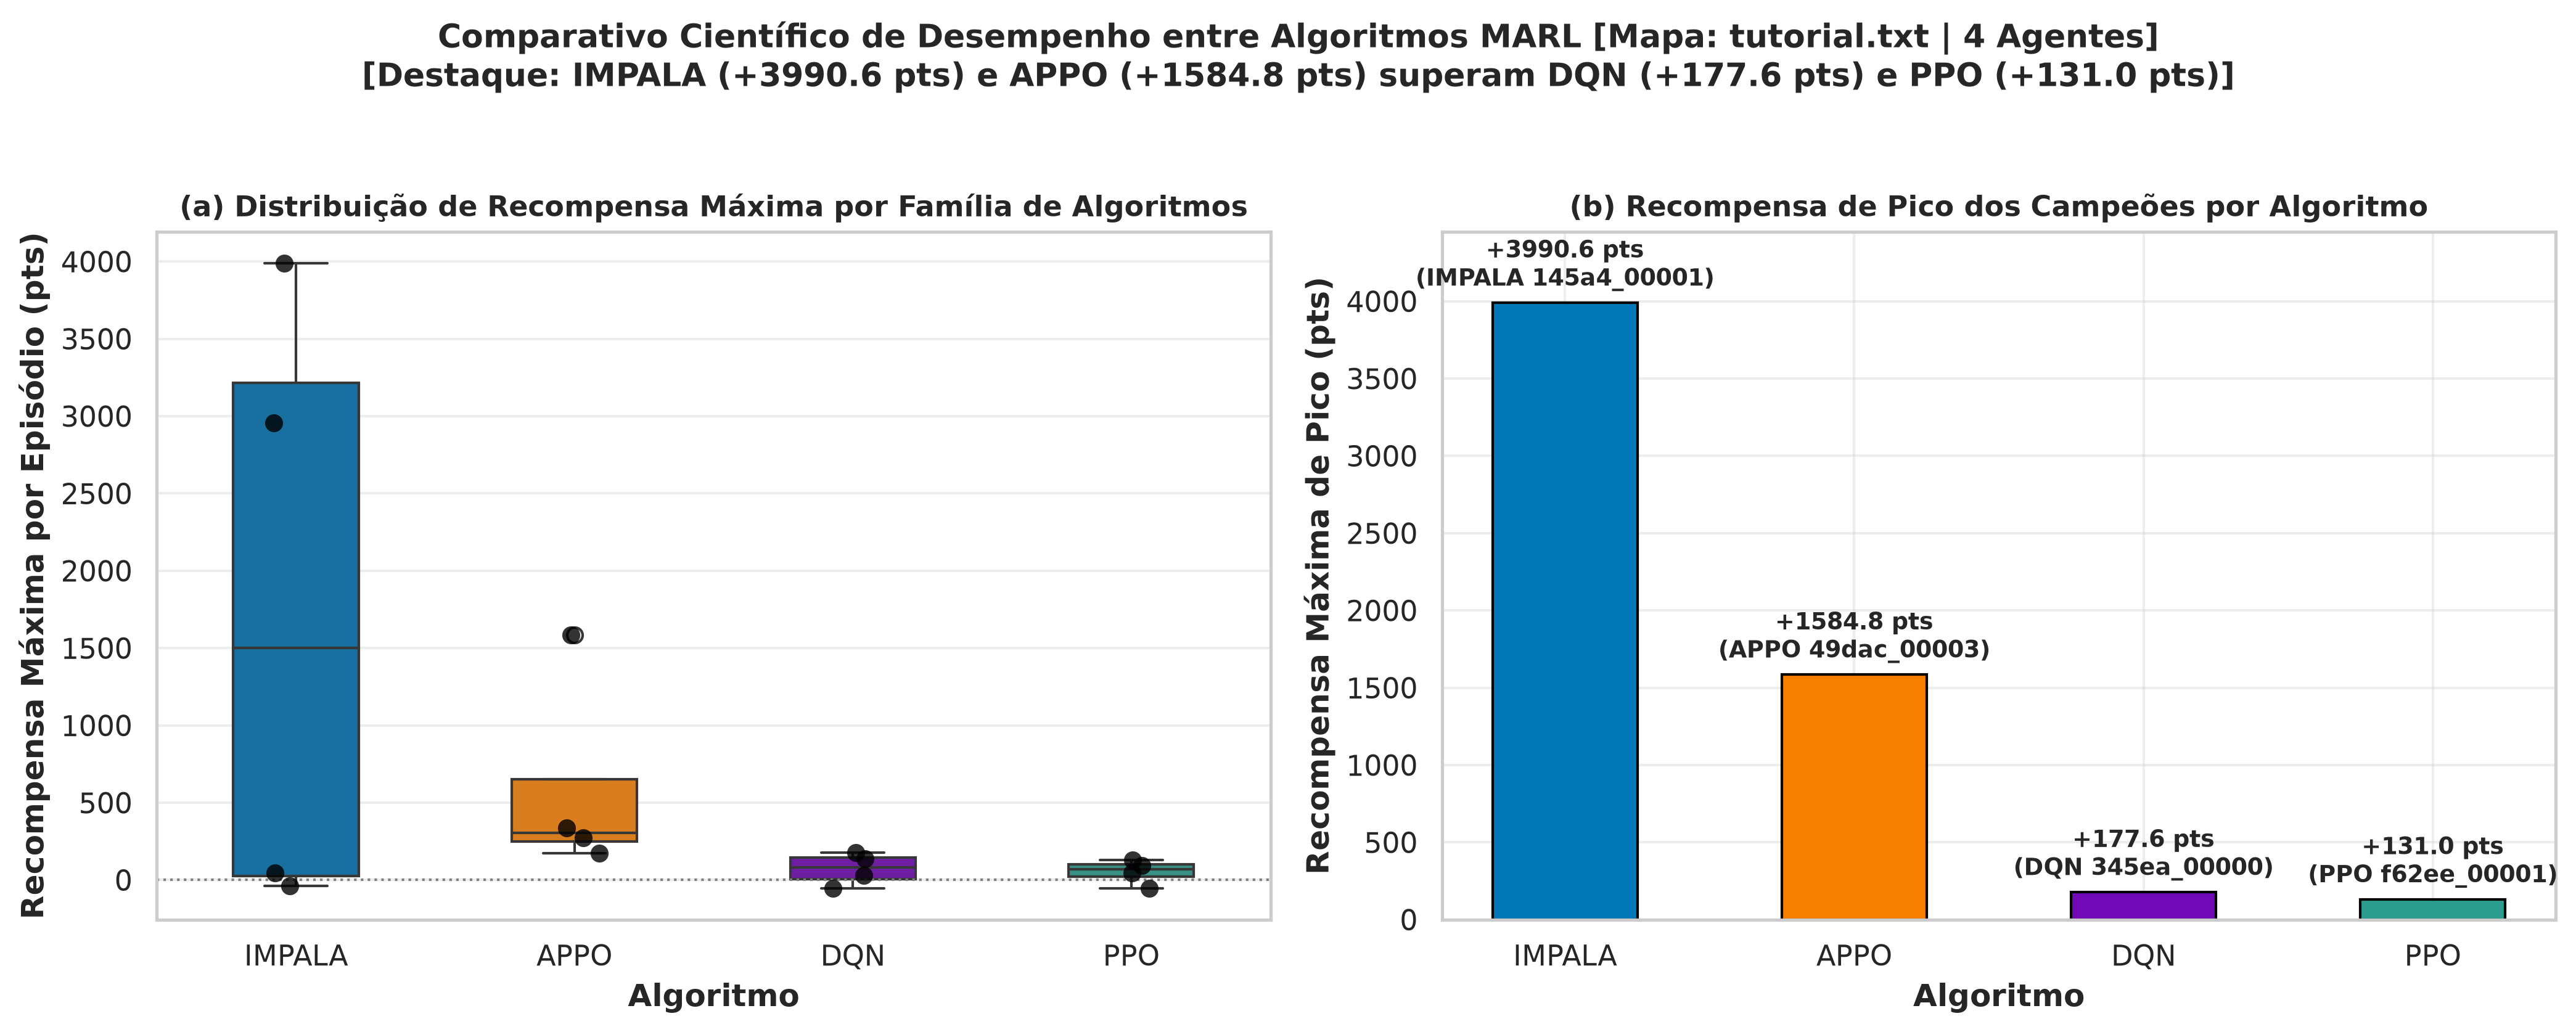 Comparativo Científico de Desempenho entre Algoritmos MARL [Mapa: tutorial.txt | 4 Agentes]
[Destaque: IMPALA (+3990.6 pts) e APPO (+1584.8 pts) superam DQN (+177.6 pts) e PPO (+131.0 pts)]
(a) Distribuição de Recompensa Máxima por Família de Algoritmos
Recompensa Máxima por Episódio (pts)
4000
3500
3000
2500
2000
1500
1000
500
0
IMPALA
APPO
DQN
PPO
Algoritmo
(b) Recompensa de Pico dos Campeões por Algoritmo
Recompensa Máxima de Pico (pts)
4000
3500
3000
2500
2000
1500
1000
500
0
+3990.6 pts
(IMPALA 145a4_00001)
+1584.8 pts
(APPO 49dac_00003)
+177.6 pts
(DQN 345ea_00000)
+131.0 pts
(PPO f62ee_00001)
IMPALA
APPO
DQN
PPO
Algoritmo